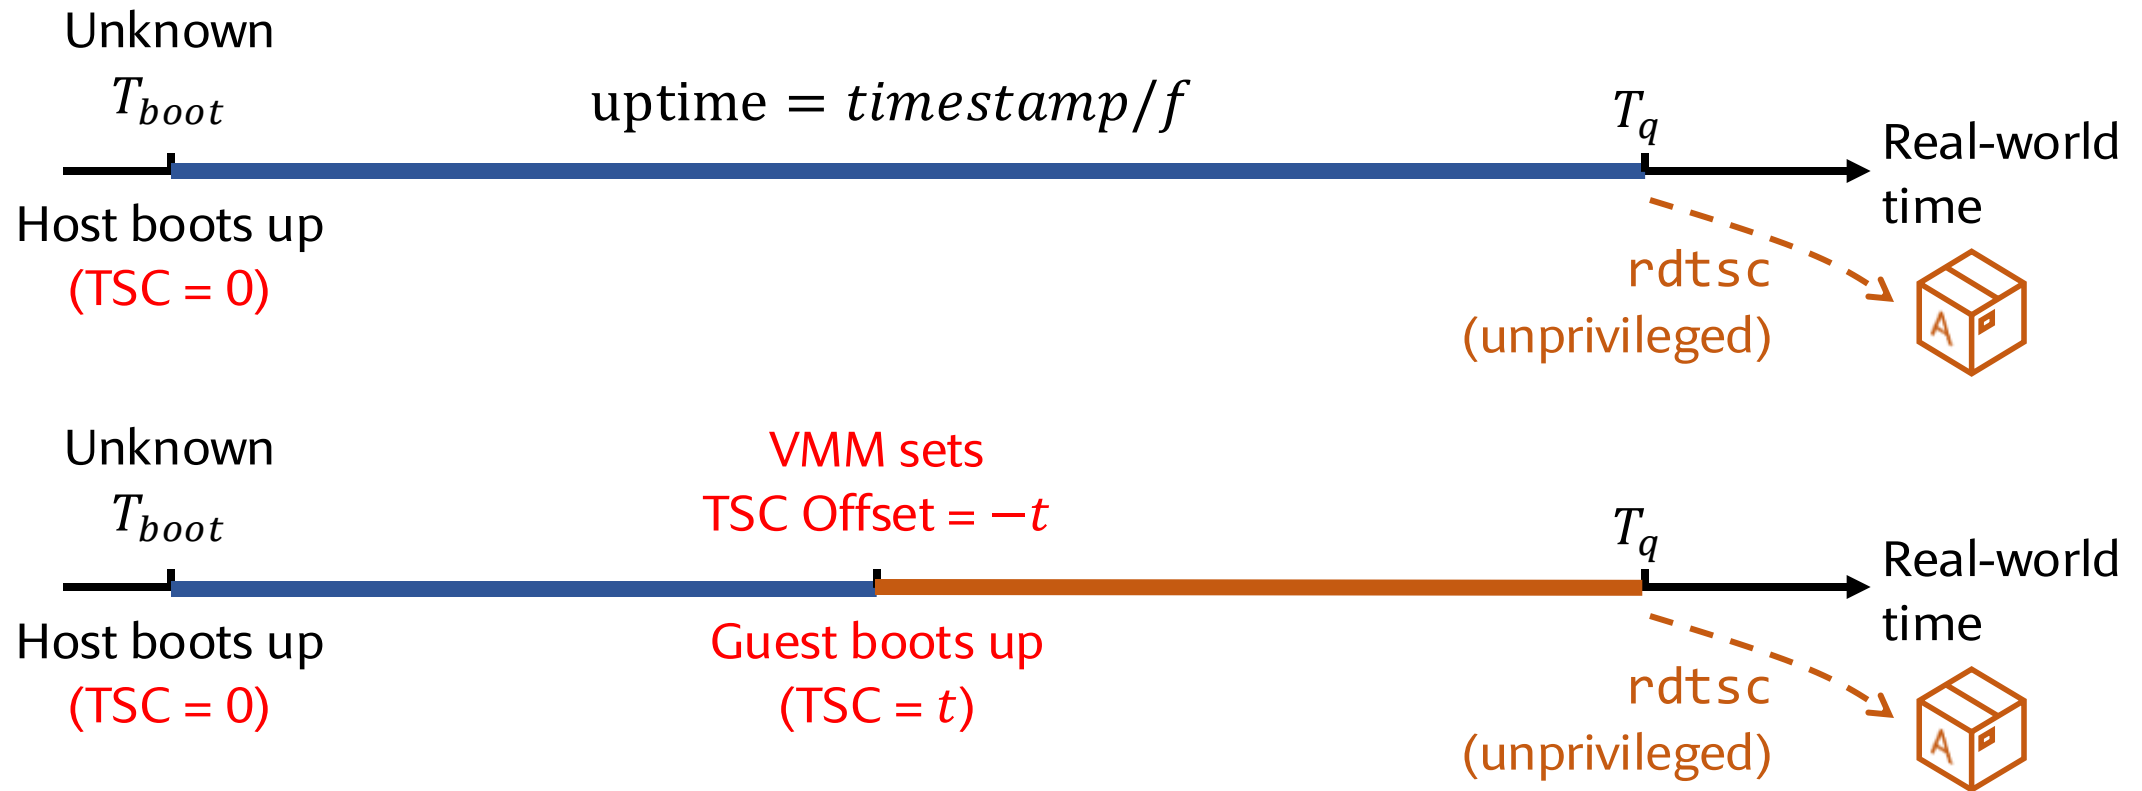 Unknown
T_boot
uptime = timestamp/f
T_q
Real-world
time
Host boots up
(TSC = 0)
rdtsc
(unprivileged)
A
Unknown
T_boot
VMM sets
TSC Offset = −t
T_q
Real-world
time
Host boots up
(TSC = 0)
Guest boots up
(TSC = t)
rdtsc
(unprivileged)
A